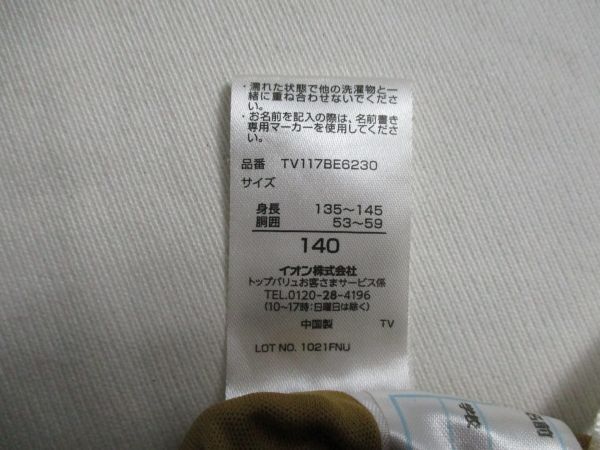 ・濡れた状態で他の洗濯物と一
緒に重ね合わせないでくださ
い。
・お名前を記入の際は、名前書き
専用マーカーを使用してくださ
い。
品番 TV117BE6230
サイズ
身長 135～145
胴囲 53～59
140
イオン株式会社
トップバリュお客さまサービス係
TEL.0120-28-4196
(10～17時:日曜日は除く)
中国製 TV
LOT NO. 1021FNU